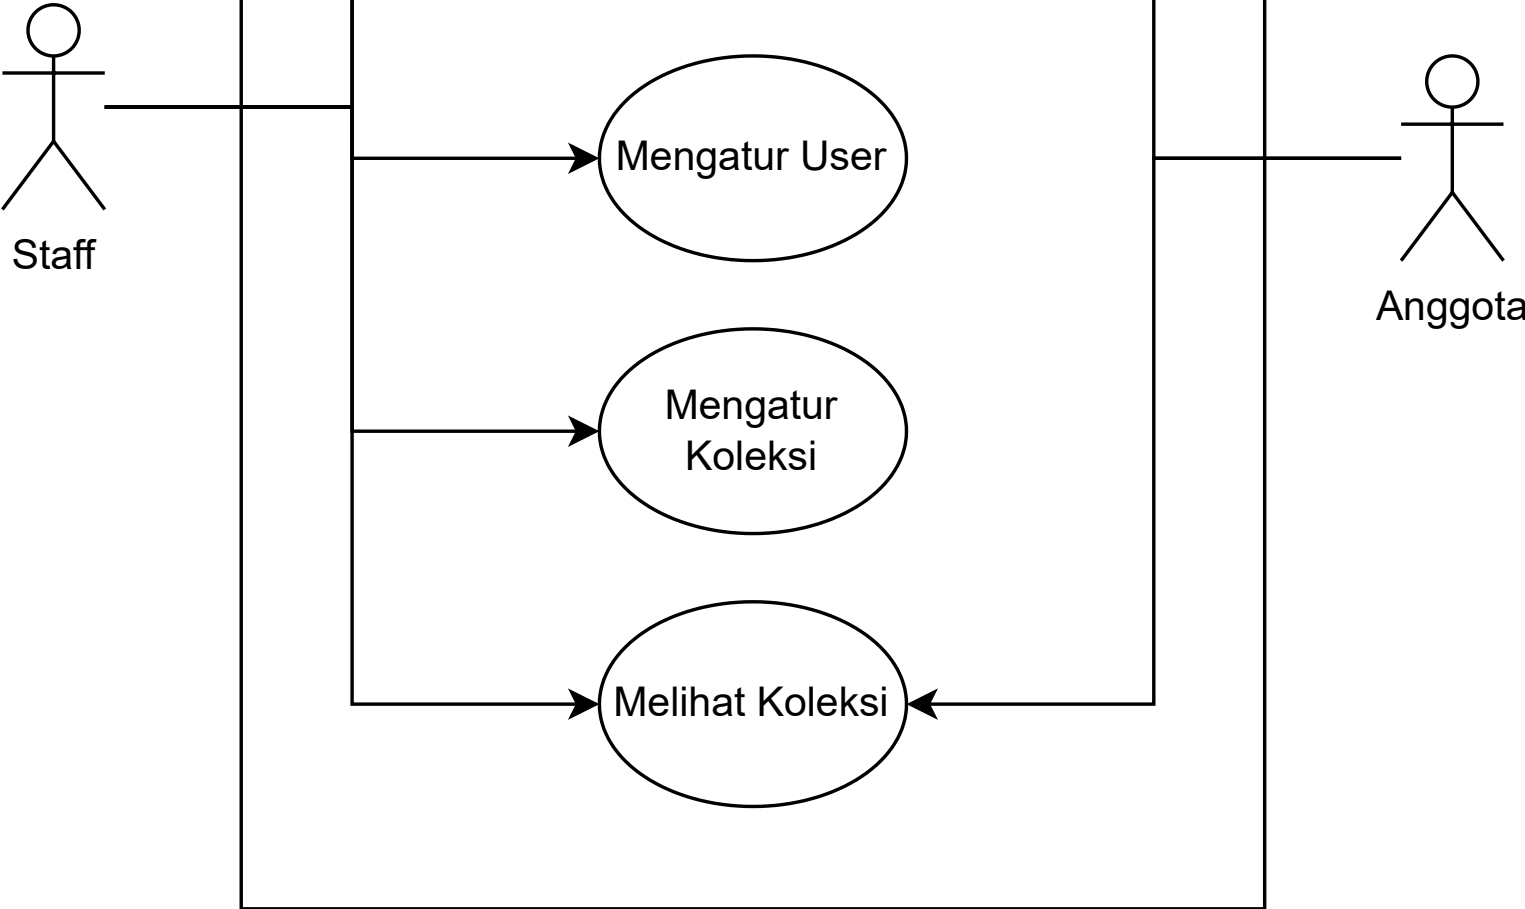 Mengatur User
Staff
Anggota
Mengatur
Koleksi
Melihat Koleksi